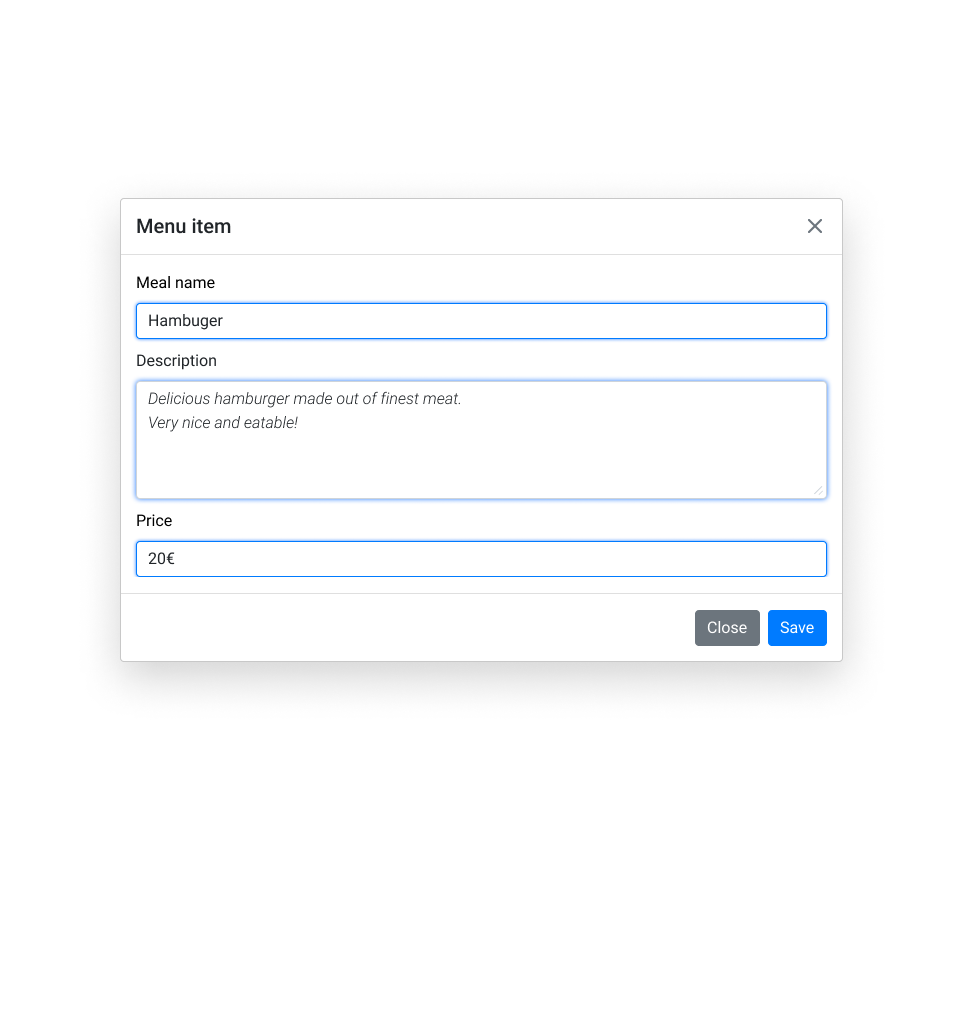 Menu item
Meal name
Hambuger
Description
Delicious hamburger made out of finest meat.
Very nice and eatable!
Price
20€
Close Save